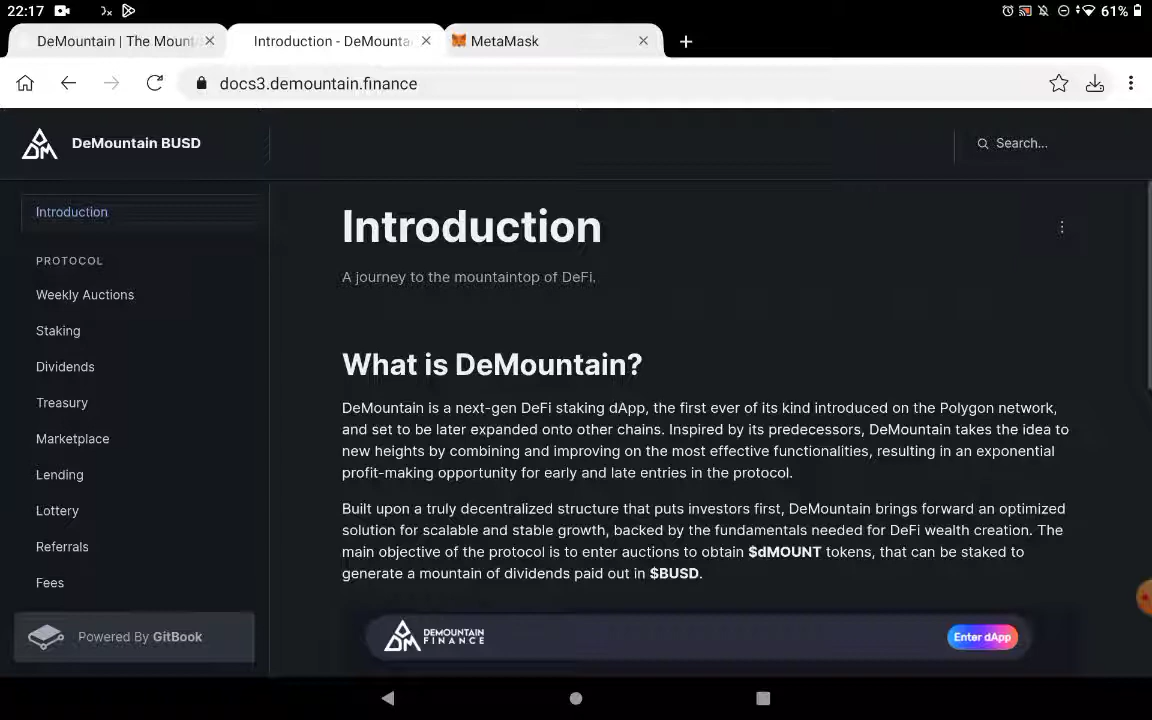 22:17
61%
DeMountain | The Mount
Introduction - DeMounta
MetaMask
docs3.demountain.finance
DeMountain BUSD
Search...
Introduction
PROTOCOL
Weekly Auctions
Staking
Dividends
Treasury
Marketplace
Lending
Lottery
Referrals
Fees
Powered By GitBook
Introduction
A journey to the mountaintop of DeFi.
What is DeMountain?
DeMountain is a next-gen DeFi staking dApp, the first ever of its kind introduced on the Polygon network,
and set to be later expanded onto other chains. Inspired by its predecessors, DeMountain takes the idea to
new heights by combining and improving on the most effective functionalities, resulting in an exponential
profit-making opportunity for early and late entries in the protocol.
Built upon a truly decentralized structure that puts investors first, DeMountain brings forward an optimized
solution for scalable and stable growth, backed by the fundamentals needed for DeFi wealth creation. The
main objective of the protocol is to enter auctions to obtain $dMOUNT tokens, that can be staked to
generate a mountain of dividends paid out in $BUSD.
DEMOUNTAIN
FINANCE
Enter dApp